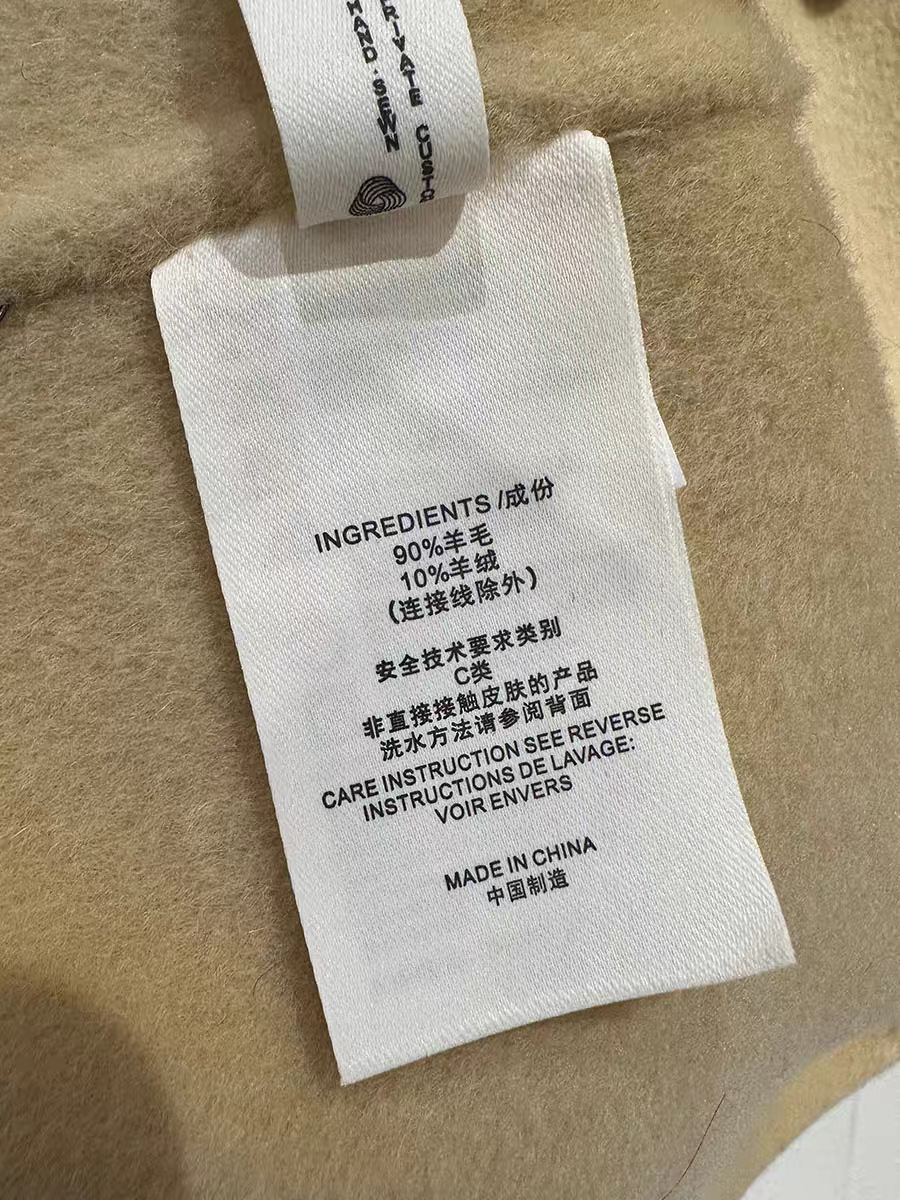 HAND·SEWN
PRIVATE
INGREDIENTS /成份
90%羊毛
10%羊绒
(连接线除外)
安全技术要求类别
C类
非直接接触皮肤的产品
洗水方法请参阅背面
CARE INSTRUCTION SEE REVERSE
INSTRUCTIONS DE LAVAGE:
VOIR ENVERS
MADE IN CHINA
中国制造